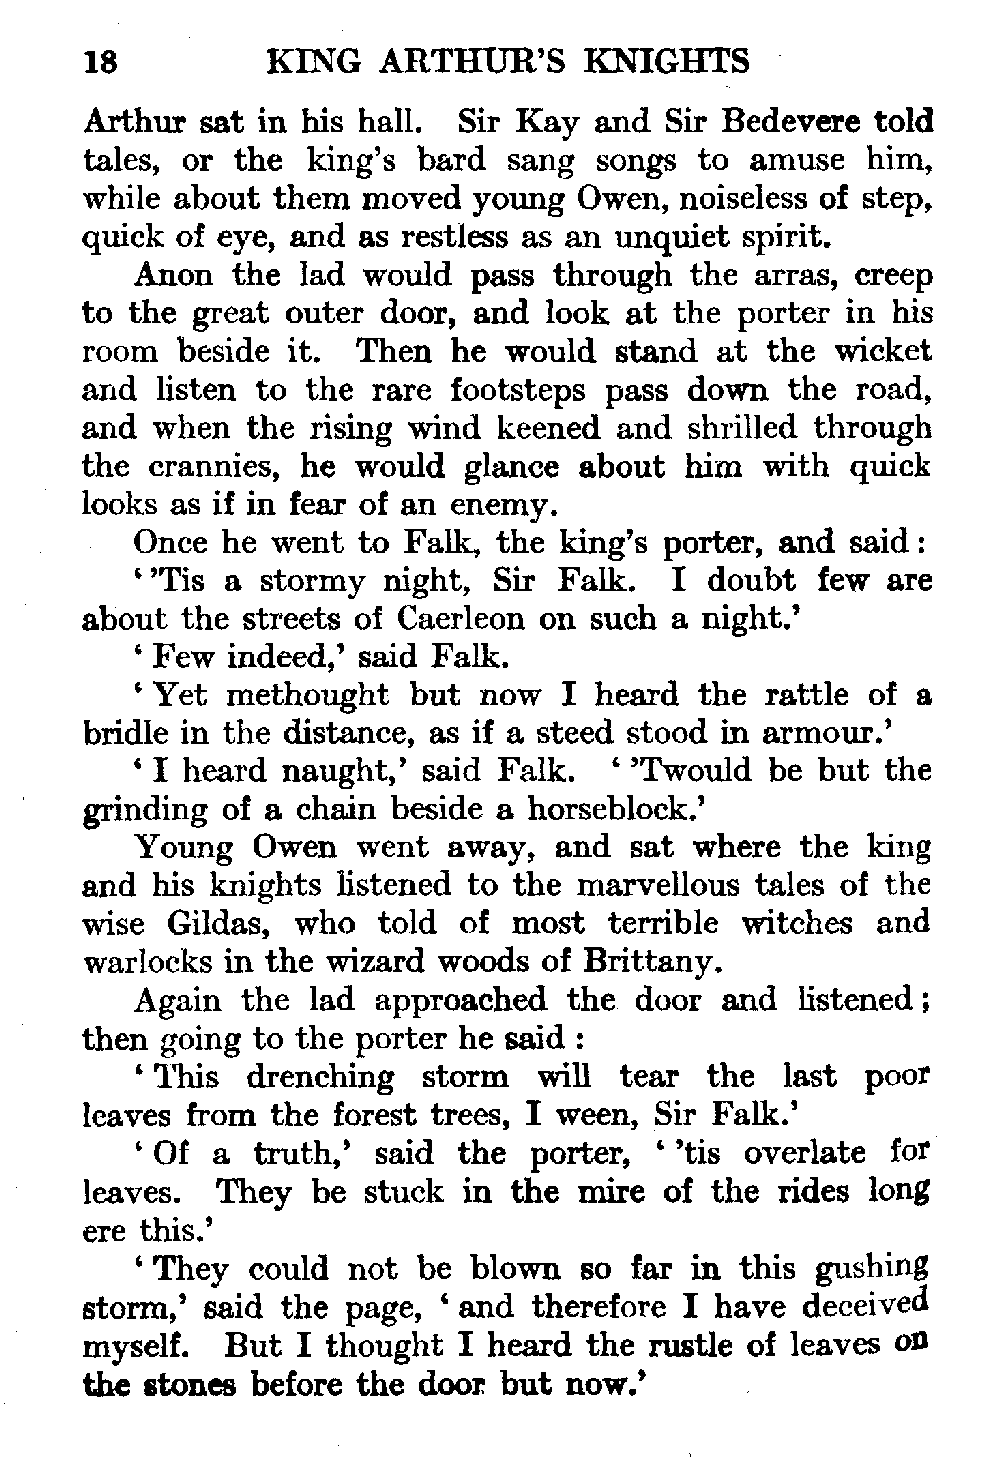 18 KING ARTHUR'S KNIGHTS
Arthur sat in his hall. Sir Kay and Sir Bedevere told
tales, or the king's bard sang songs to amuse him,
while about them moved young Owen, noiseless of step,
quick of eye, and as restless as an unquiet spirit.
Anon the lad would pass through the arras, creep
to the great outer door, and look at the porter in his
room beside it. Then he would stand at the wicket
and listen to the rare footsteps pass down the road,
and when the rising wind keened and shrilled through
the crannies, he would glance about him with quick
looks as if in fear of an enemy.
Once he went to Falk, the king's porter, and said :
‘ ’Tis a stormy night, Sir Falk. I doubt few are
about the streets of Caerleon on such a night.’
‘ Few indeed,’ said Falk.
‘ Yet methought but now I heard the rattle of a
bridle in the distance, as if a steed stood in armour.’
‘ I heard naught,’ said Falk. ‘ ’Twould be but the
grinding of a chain beside a horseblock.’
Young Owen went away, and sat where the king
and his knights listened to the marvellous tales of the
wise Gildas, who told of most terrible witches and
warlocks in the wizard woods of Brittany.
Again the lad approached the door and listened ;
then going to the porter he said :
‘ This drenching storm will tear the last poor
leaves from the forest trees, I ween, Sir Falk.’
‘ Of a truth,’ said the porter, ‘ ’tis overlate for
leaves. They be stuck in the mire of the rides long
ere this.’
‘ They could not be blown so far in this gushing
storm,’ said the page, ‘ and therefore I have deceived
myself. But I thought I heard the rustle of leaves on
the stones before the door but now.’